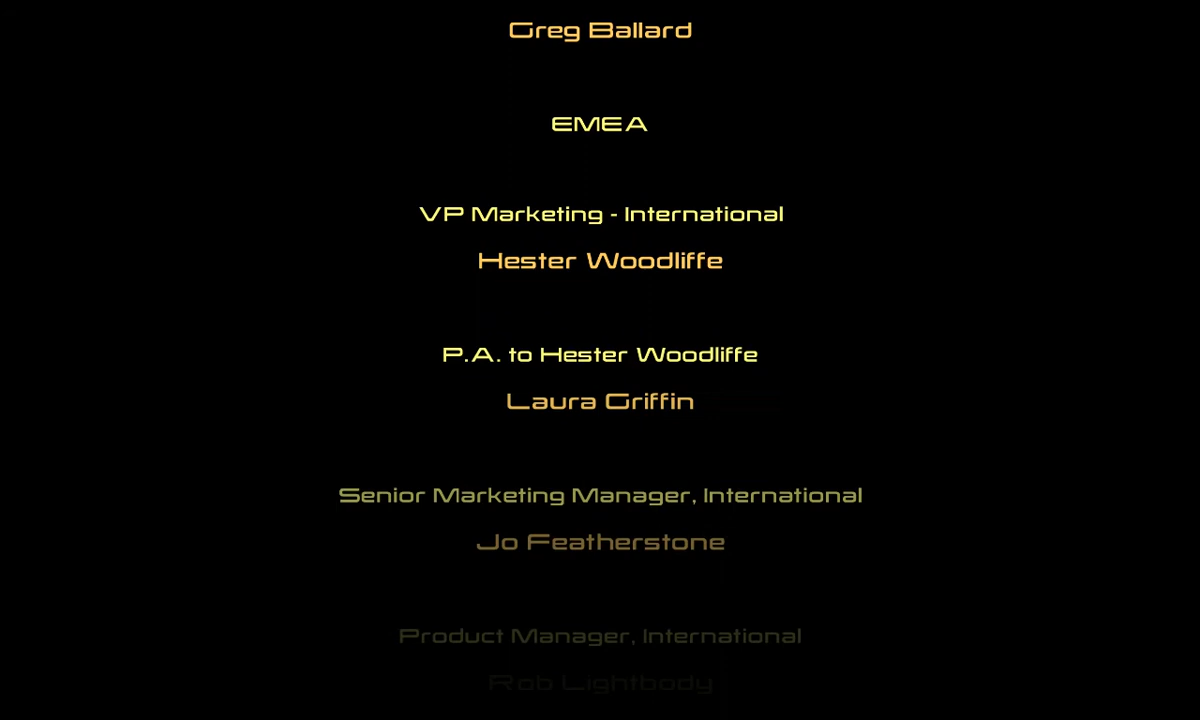 Greg Ballard
EMEA
VP Marketing - International
Hester Woodliffe
P.A. to Hester Woodliffe
Laura Griffin
Senior Marketing Manager, International
Jo Featherstone
Product Manager, International
Rob Lightbody